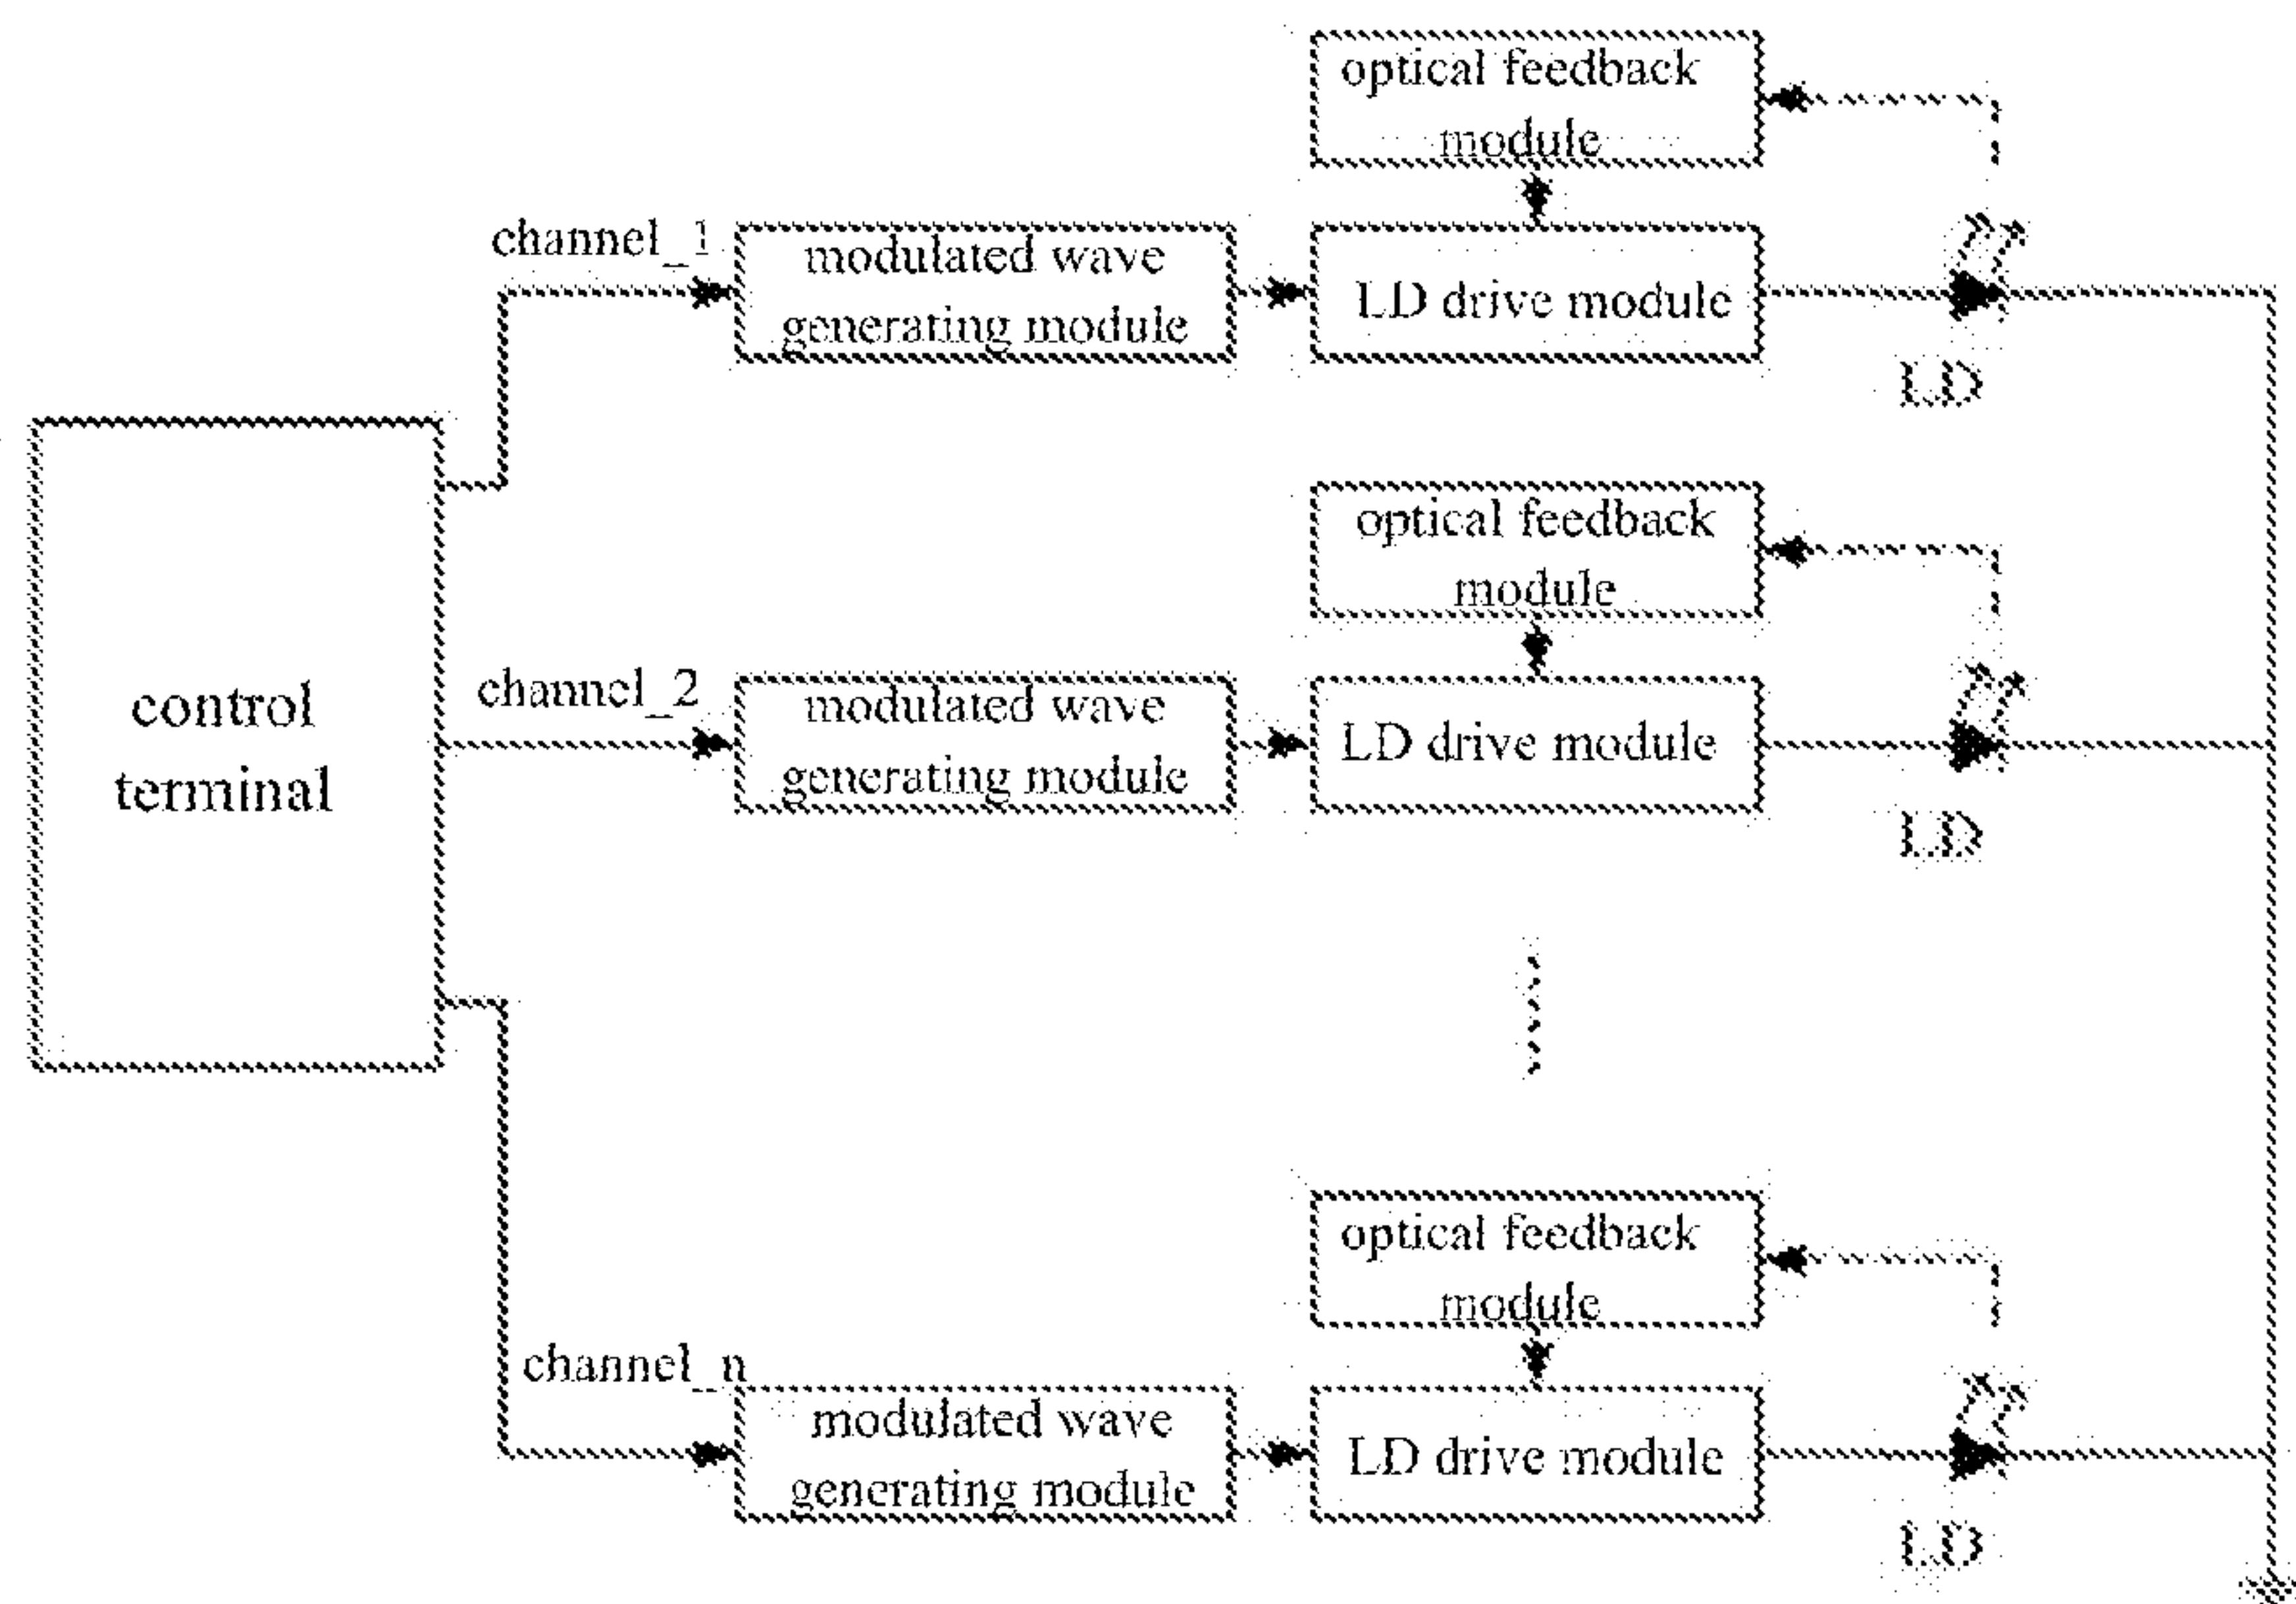 optical feedback
module
channel_1
modulated wave
generating module
LD drive module
LD
optical feedback
module
control
terminal
channel_2
modulated wave
generating module
LD drive module
LD
optical feedback
module
channel_n
modulated wave
generating module
LD drive module
LD